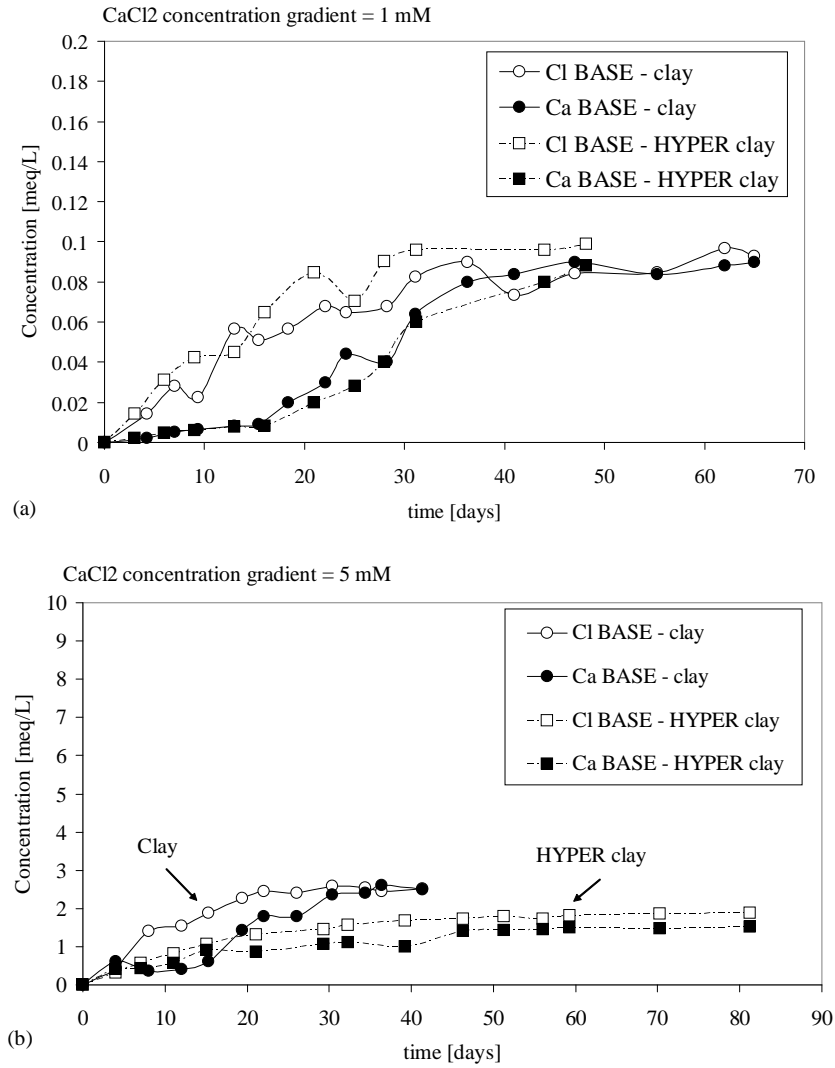 CaCl2 concentration gradient = 1 mM
0.2
0.18
0.16
0.14
0.12
0.1
0.08
0.06
0.04
0.02
0
Concentration [meq/L]
Cl BASE - clay
Ca BASE - clay
Cl BASE - HYPER clay
Ca BASE - HYPER clay
0 10 20 30 40 50 60 70
time [days]
(a)
CaCl2 concentration gradient = 5 mM
10
9
8
7
6
5
4
3
2
1
0
Concentration [meq/L]
Cl BASE - clay
Ca BASE - clay
Cl BASE - HYPER clay
Ca BASE - HYPER clay
Clay
HYPER clay
0 10 20 30 40 50 60 70 80 90
time [days]
(b)